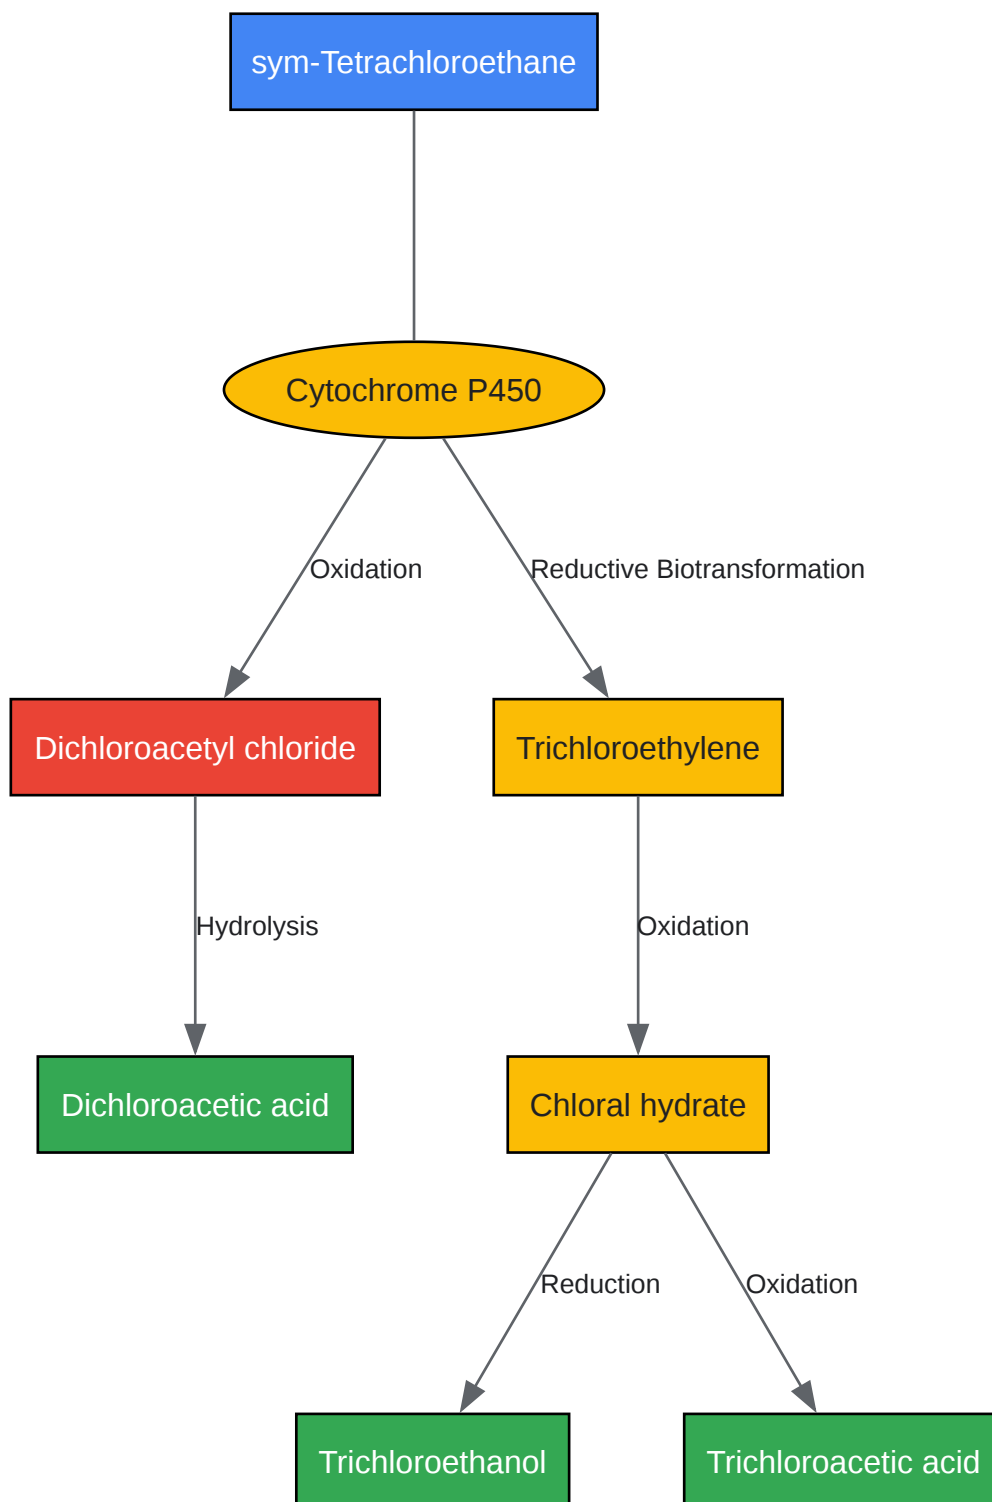 sym-Tetrachloroethane
Cytochrome P450
Oxidation
Reductive Biotransformation
Dichloroacetyl chloride
Trichloroethylene
Hydrolysis
Oxidation
Dichloroacetic acid
Chloral hydrate
Reduction
Oxidation
Trichloroethanol
Trichloroacetic acid